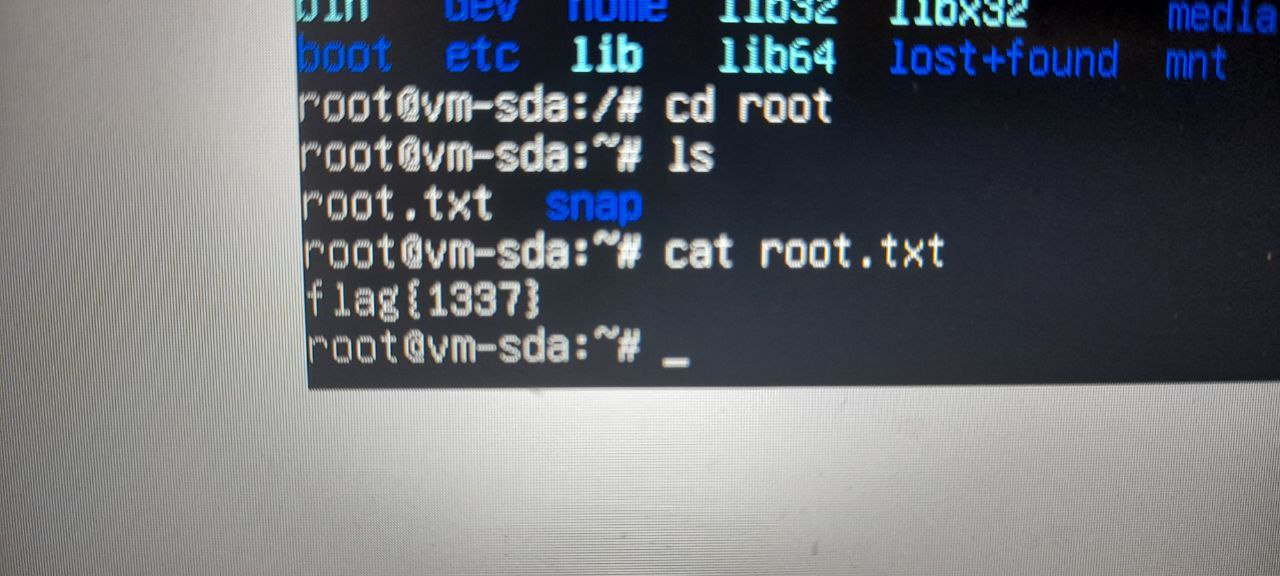 bin dev home lib32 libx32 media
boot etc lib lib64 lost+found mnt
root@vm-sda:/# cd root
root@vm-sda:~# ls
root.txt snap
root@vm-sda:~# cat root.txt
flag{1337}
root@vm-sda:~# _